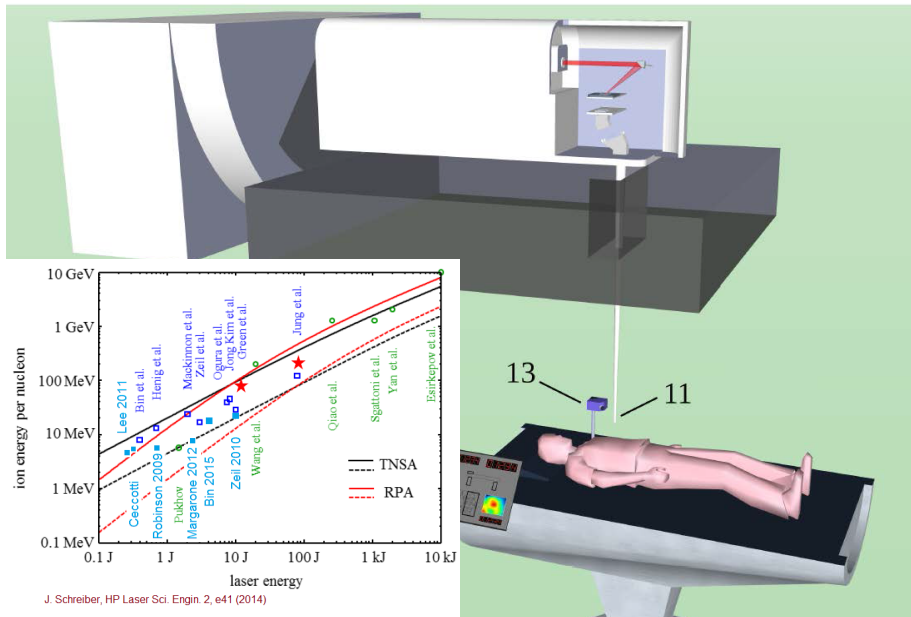 13
11
10 GeV
1 GeV
100 MeV
10 MeV
1 MeV
0.1 MeV
ion energy per nucleon
Lee 2011
Bin et al.
Henig et al.
Mackinnon et al.
Zeil et al.
Ogura et al.
Jong Kim et al.
Green et al.
Jung et al.
Ceccotti
Robinson 2009
Pukhov
Margarone 2012
Bin 2015
Zeil 2010
Wang et al.
Qiao et al.
Sgattoni et al.
Yan et al.
Esirkepov et al.
TNSA
RPA
0.1 J
1 J
10 J
100 J
1 kJ
10 kJ
laser energy
J. Schreiber, HP Laser Sci. Engin. 2, e41 (2014)